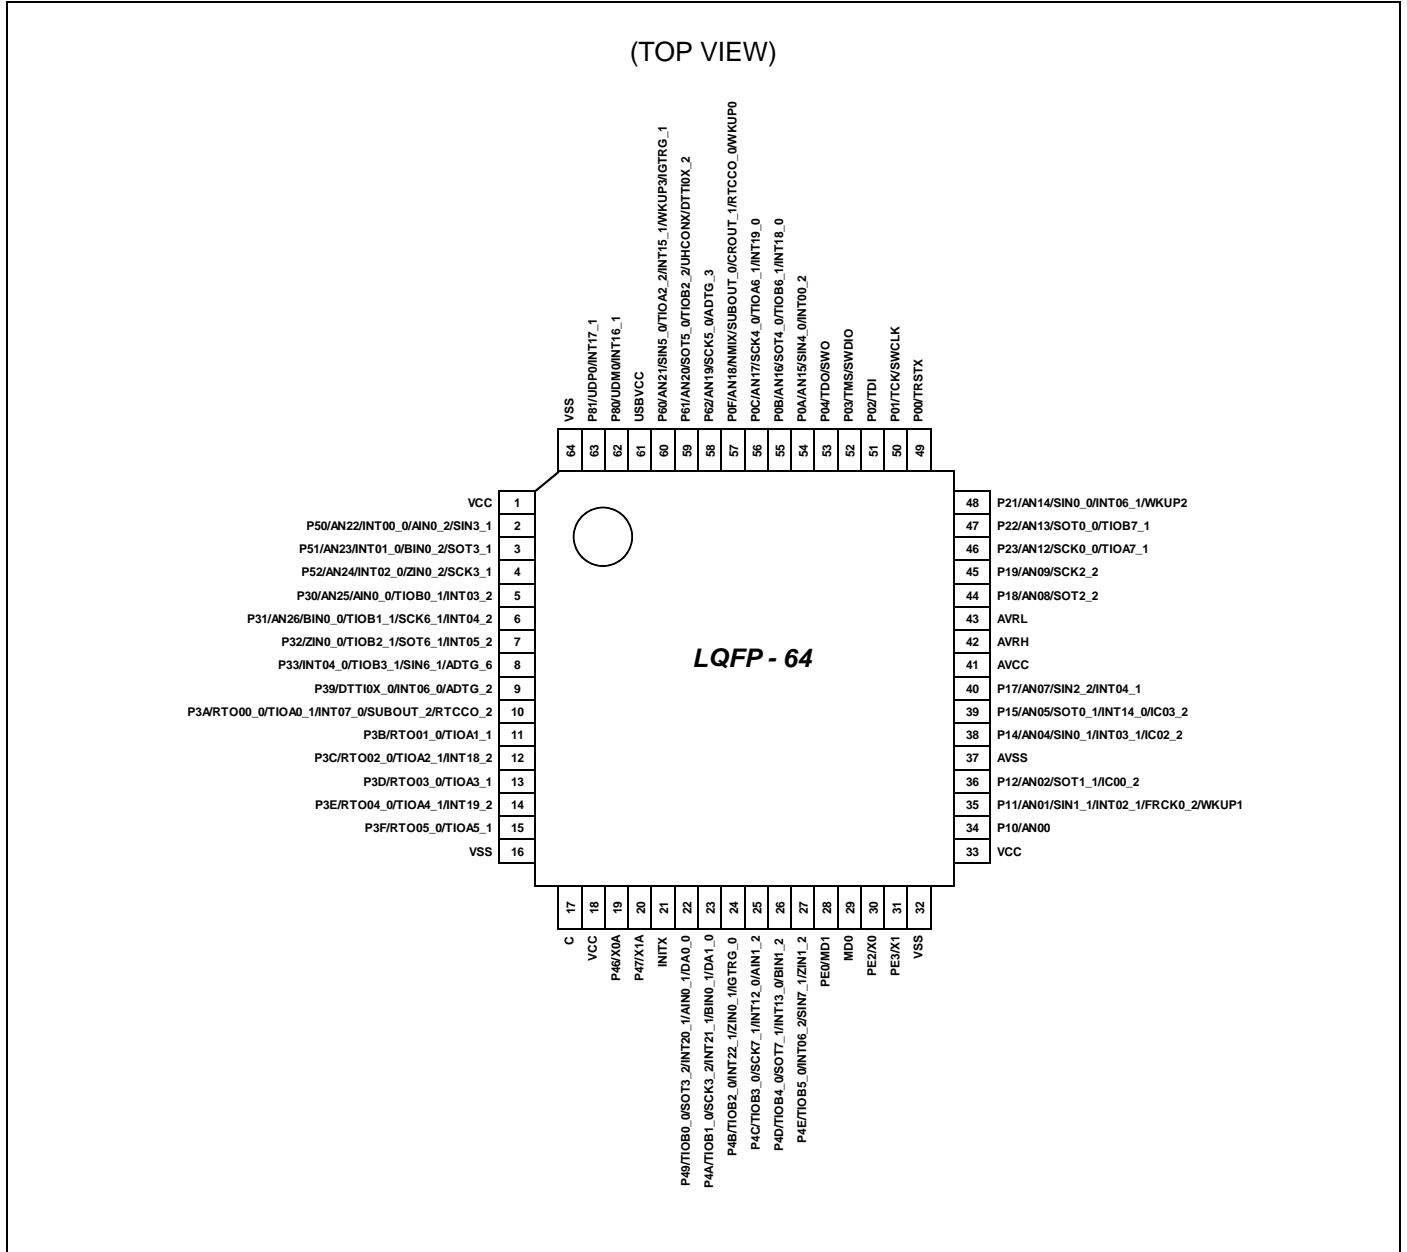 (TOP VIEW)
VSS
P81/UDP0/INT17_1
P80/UDM0/INT16_1
USBVCC
P60/AN21/SIN5_0/TIOA2_2/INT15_1/WKUP3/IGTRG_1
P61/AN20/SOT5_0/TIOB2_2/UHCONX/DTTI0X_2
P62/AN19/SCK5_0/ADTG_3
P0F/AN18/NMIX/SUBOUT_0/CROUT_1/RTCCO_0/WKUP0
P0C/AN17/SCK4_0/TIOA6_1/INT19_0
P0B/AN16/SOT4_0/TIOB6_1/INT18_0
P0A/AN15/SIN4_0/INT00_2
P04/TDO/SWO
P03/TMS/SWDIO
P02/TDI
P01/TCK/SWCLK
P00/TRSTX
64 63 62 61 60 59 58 57 56 55 54 53 52 51 50 49
VCC 1
P50/AN22/INT00_0/AIN0_2/SIN3_1 2
P51/AN23/INT01_0/BIN0_2/SOT3_1 3
P52/AN24/INT02_0/ZIN0_2/SCK3_1 4
P30/AN25/AIN0_0/TIOB0_1/INT03_2 5
P31/AN26/BIN0_0/TIOB1_1/SCK6_1/INT04_2 6
P32/ZIN0_0/TIOB2_1/SOT6_1/INT05_2 7
P33/INT04_0/TIOB3_1/SIN6_1/ADTG_6 8
P39/DTTI0X_0/INT06_0/ADTG_2 9
P3A/RTO00_0/TIOA0_1/INT07_0/SUBOUT_2/RTCCO_2 10
P3B/RTO01_0/TIOA1_1 11
P3C/RTO02_0/TIOA2_1/INT18_2 12
P3D/RTO03_0/TIOA3_1 13
P3E/RTO04_0/TIOA4_1/INT19_2 14
P3F/RTO05_0/TIOA5_1 15
VSS 16
LQFP - 64
48 P21/AN14/SIN0_0/INT06_1/WKUP2
47 P22/AN13/SOT0_0/TIOB7_1
46 P23/AN12/SCK0_0/TIOA7_1
45 P19/AN09/SCK2_2
44 P18/AN08/SOT2_2
43 AVRL
42 AVRH
41 AVCC
40 P17/AN07/SIN2_2/INT04_1
39 P15/AN05/SOT0_1/INT14_0/IC03_2
38 P14/AN04/SIN0_1/INT03_1/IC02_2
37 AVSS
36 P12/AN02/SOT1_1/IC00_2
35 P11/AN01/SIN1_1/INT02_1/FRCK0_2/WKUP1
34 P10/AN00
33 VCC
17 18 19 20 21 22 23 24 25 26 27 28 29 30 31 32
C
VCC
P46/X0A
P47/X1A
INITX
P49/TIOB0_0/SOT3_2/INT20_1/AIN0_1/DA0_0
P4A/TIOB1_0/SCK3_2/INT21_1/BIN0_1/DA1_0
P4B/TIOB2_0/INT22_1/ZIN0_1/IGTRG_0
P4C/TIOB3_0/SCK7_1/INT12_0/AIN1_2
P4D/TIOB4_0/SOT7_1/INT13_0/BIN1_2
P4E/TIOB5_0/INT06_2/SIN7_1/ZIN1_2
PE0/MD1
MD0
PE2/X0
PE3/X1
VSS